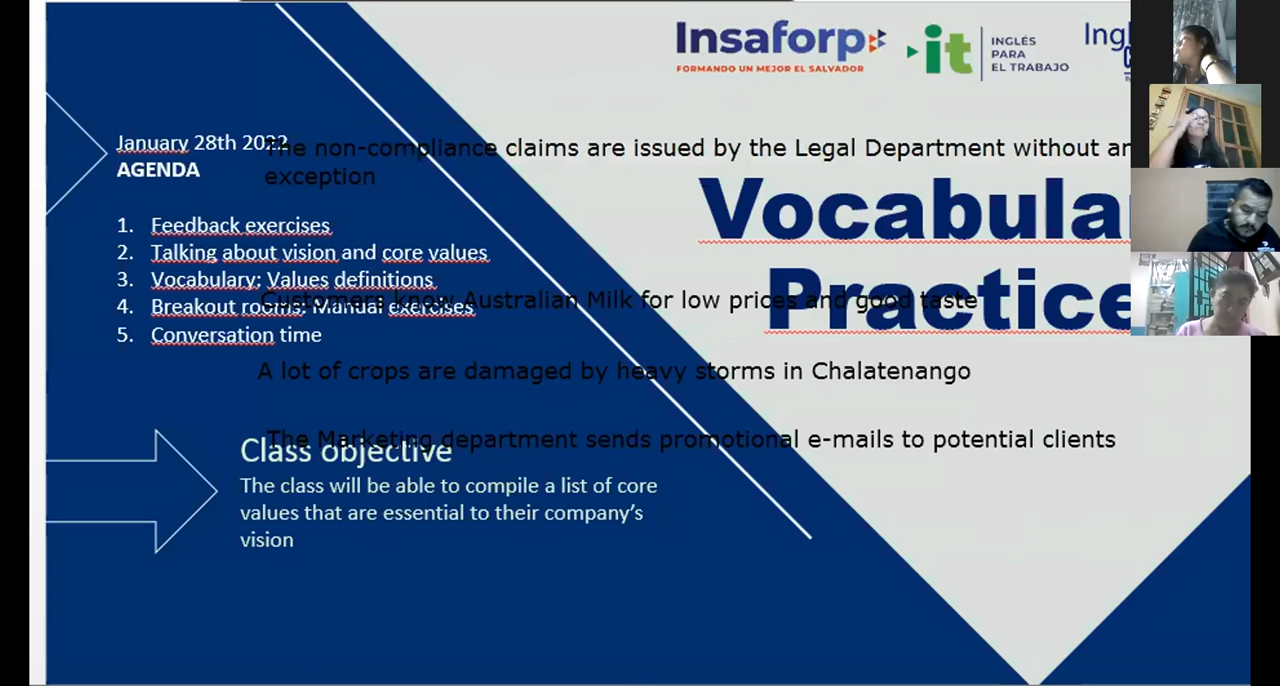 Insaforp
FORMANDO UN MEJOR EL SALVADOR
it
INGLÉS
PARA
EL TRABAJO
January 28th 2022
AGENDA
The non-compliance claims are issued by the Legal Department without
exception
Vocabula
Practice
1. Feedback exercises
2. Talking about vision and core values
3. Vocabulary: Values definitions
4. Breakout rooms: Manual exercises
5. Conversation time
Customers know Australian Milk for low prices and good taste
A lot of crops are damaged by heavy storms in Chalatenango
The Marketing department sends promotional e-mails to potential clients
Class objective
The class will be able to compile a list of core
values that are essential to their company's
vision